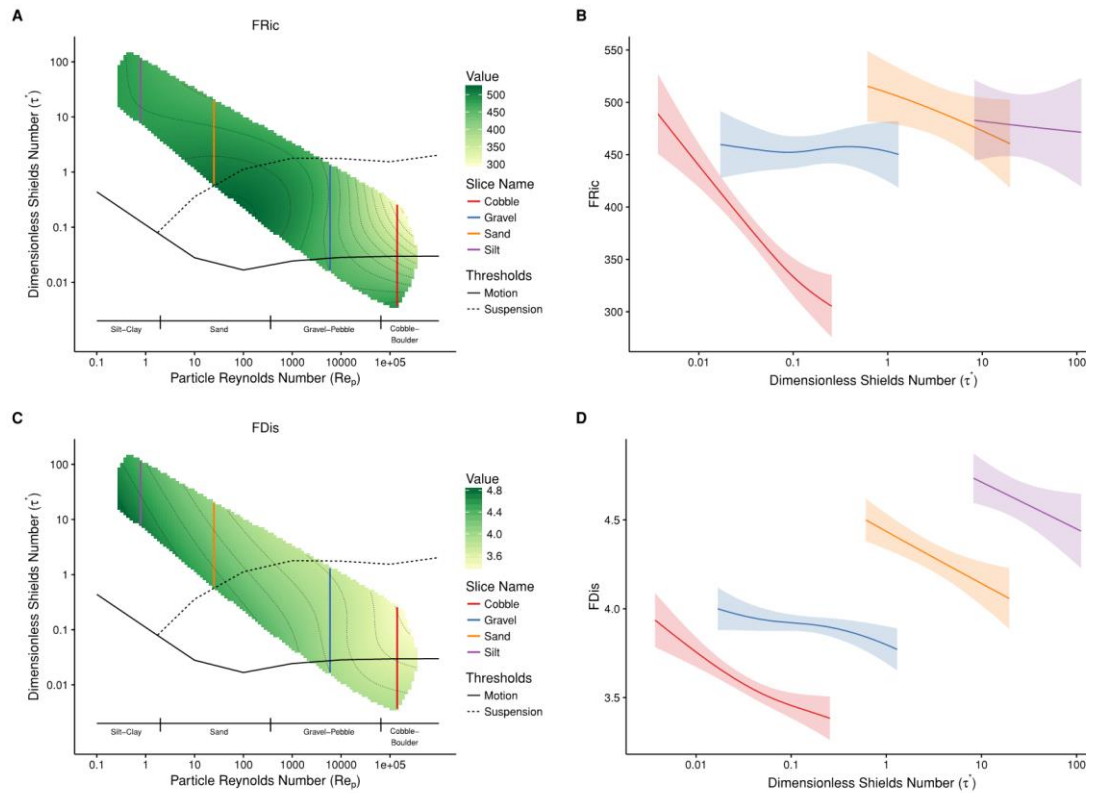 A
FRic
Dimensionless Shields Number (τ*)
100
10
1
0.1
0.01
Silt-Clay
Sand
Gravel-Pebble
Cobble-
Boulder
0.1
1
10
100
1000
10000
1e+05
Particle Reynolds Number (Rep)
Value
500
450
400
350
300
Slice Name
Cobble
Gravel
Sand
Silt
Thresholds
Motion
Suspension
B
FRic
550
500
450
400
350
300
0.01
0.1
1
10
100
Dimensionless Shields Number (τ*)
C
FDis
Dimensionless Shields Number (τ*)
100
10
1
0.1
0.01
Silt-Clay
Sand
Gravel-Pebble
Cobble-
Boulder
0.1
1
10
100
1000
10000
1e+05
Particle Reynolds Number (Rep)
Value
4.8
4.4
4.0
3.6
Slice Name
Cobble
Gravel
Sand
Silt
Thresholds
Motion
Suspension
D
FDis
4.5
4.0
3.5
0.01
0.1
1
10
100
Dimensionless Shields Number (τ*)